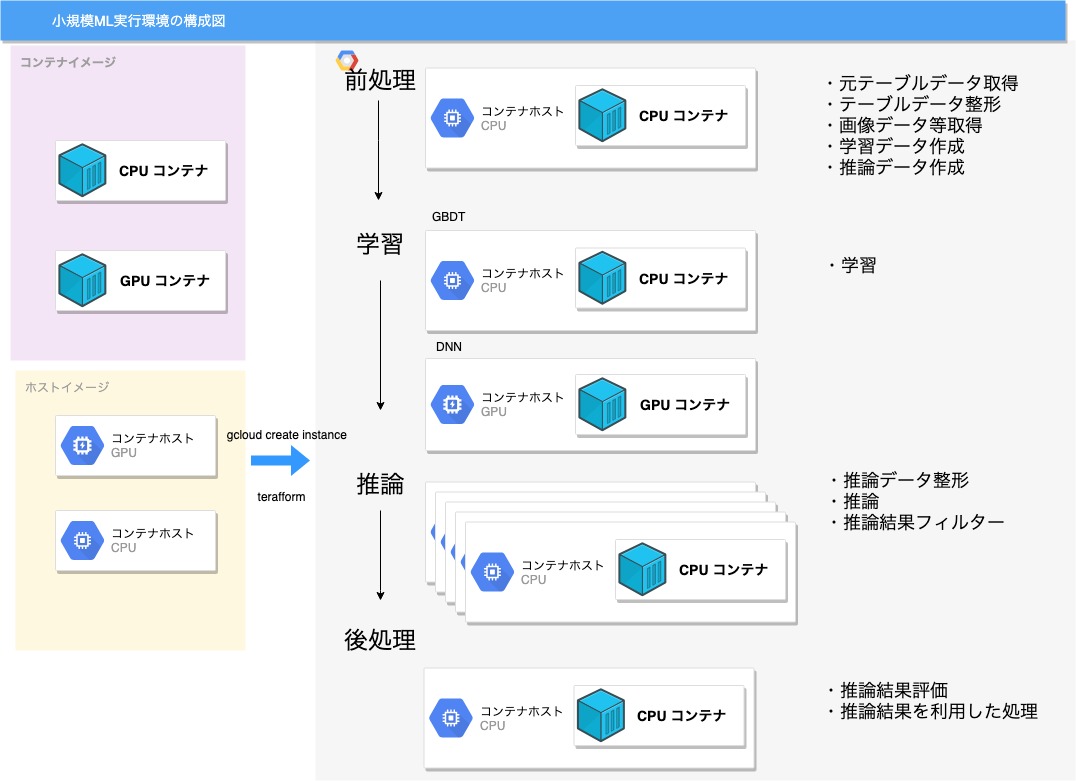 小規模ML実行環境の構成図
コンテナイメージ
CPU コンテナ
GPU コンテナ
ホストイメージ
コンテナホスト
GPU
コンテナホスト
CPU
gcloud create instance
terafform
前処理
コンテナホスト
CPU
CPU コンテナ
・元テーブルデータ取得
・テーブルデータ整形
・画像データ等取得
・学習データ作成
・推論データ作成
学習
GBDT
コンテナホスト
CPU
CPU コンテナ
・学習
DNN
コンテナホスト
GPU
GPU コンテナ
推論
コンテナホスト
CPU
CPU コンテナ
・推論データ整形
・推論
・推論結果フィルター
後処理
コンテナホスト
CPU
CPU コンテナ
・推論結果評価
・推論結果を利用した処理